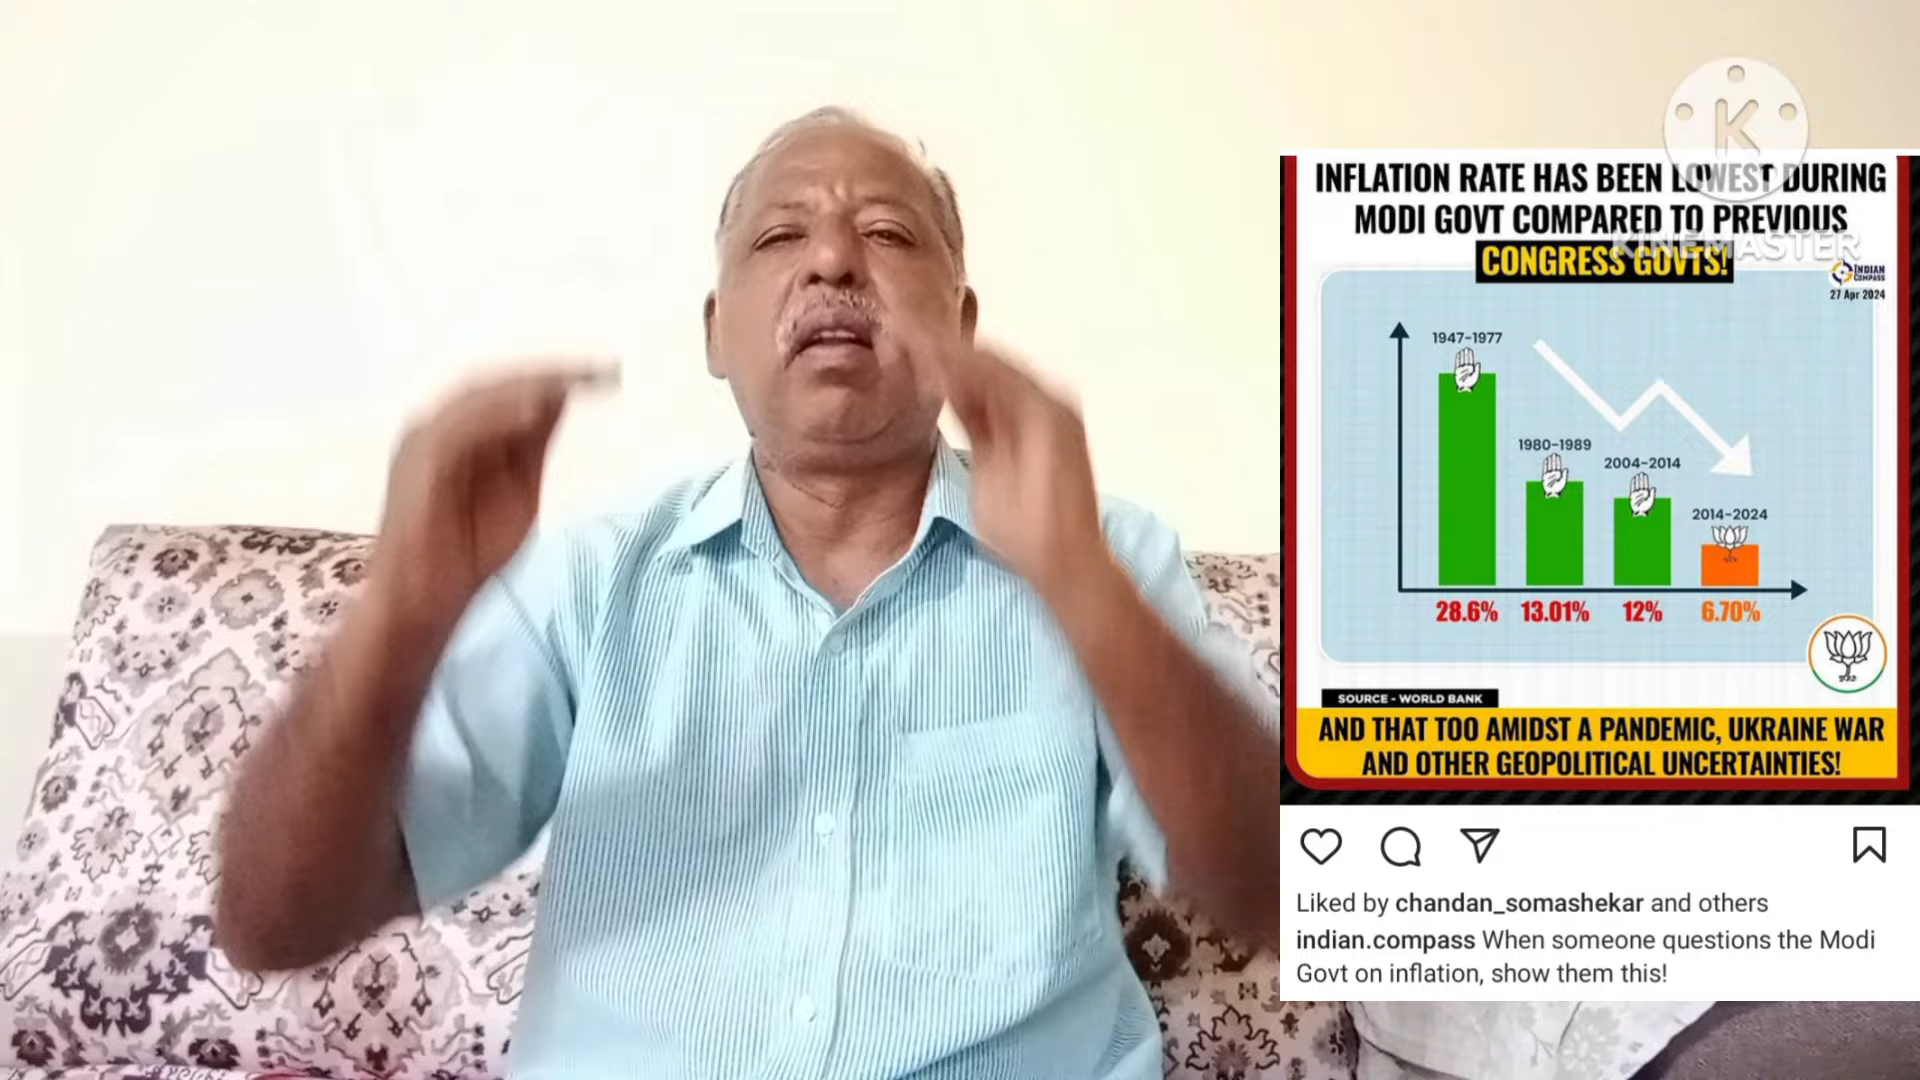 K
KINEMASTER
INFLATION RATE HAS BEEN LOWEST DURING
MODI GOVT COMPARED TO PREVIOUS
CONGRESS GOVTS!
INDIAN
COMPASS
27 Apr 2024
1947-1977
1980-1989
2004-2014
2014-2024
28.6% 13.01% 12% 6.70%
SOURCE - WORLD BANK
AND THAT TOO AMIDST A PANDEMIC, UKRAINE WAR
AND OTHER GEOPOLITICAL UNCERTAINTIES!
Liked by chandan_somashekar and others
indian.compass When someone questions the Modi
Govt on inflation, show them this!